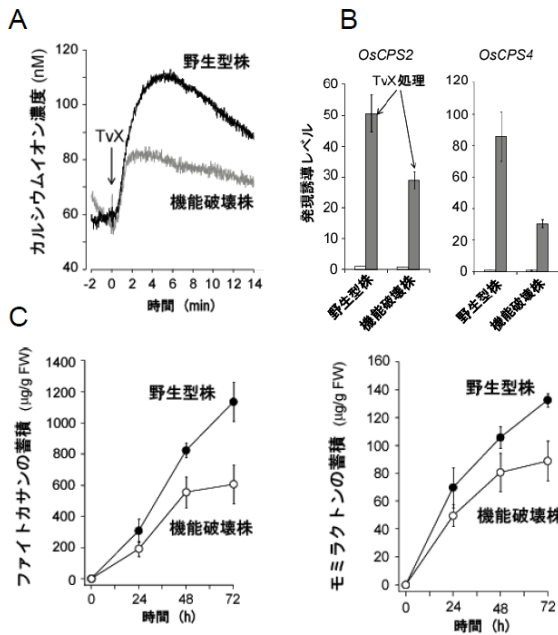 A
カルシウムイオン濃度 (nM)
120
100
80
60
40
TvX
野生型株
機能破壊株
-2 0 2 4 6 8 10 12 14
時間 (min)
B
OsCPS2
OsCPS4
TvX 処理
発現誘導レベル
60
50
40
30
20
10
0
野生型株
機能破壊株
120
100
80
60
40
20
0
野生型株
機能破壊株
C
ファイトカサンの蓄積 (μg/g FW)
1400
1200
1000
800
600
400
200
0
野生型株
機能破壊株
0 24 48 72
時間 (h)
モミラクトンの蓄積 (μg/g FW)
160
140
120
100
80
60
40
20
0
野生型株
機能破壊株
0 24 48 72
時間 (h)